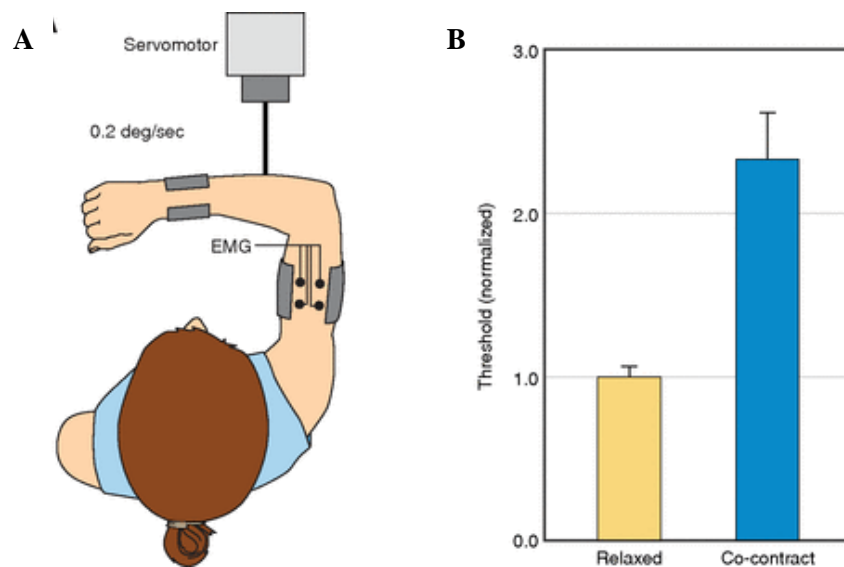 A
Servomotor
0.2 deg/sec
EMG
B
Threshold (normalized)
3.0
2.0
1.0
0.0
Relaxed
Co-contract